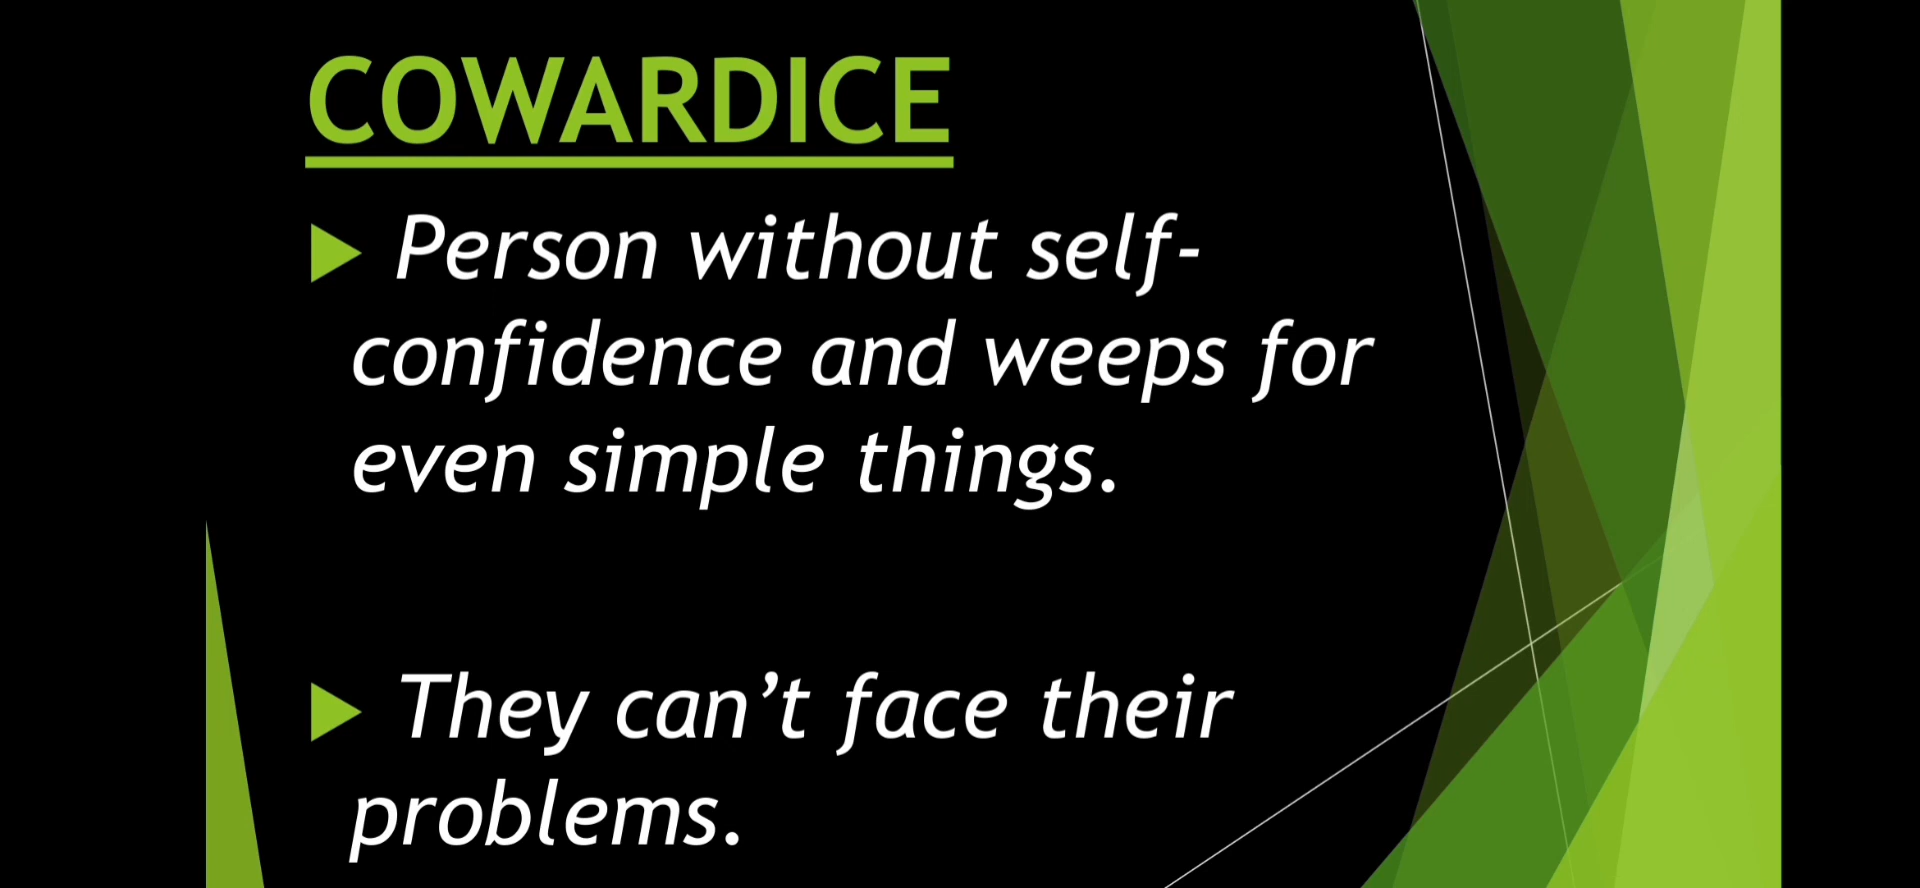 COWARDICE
Person without self-
confidence and weeps for
even simple things.
They can’t face their
problems.